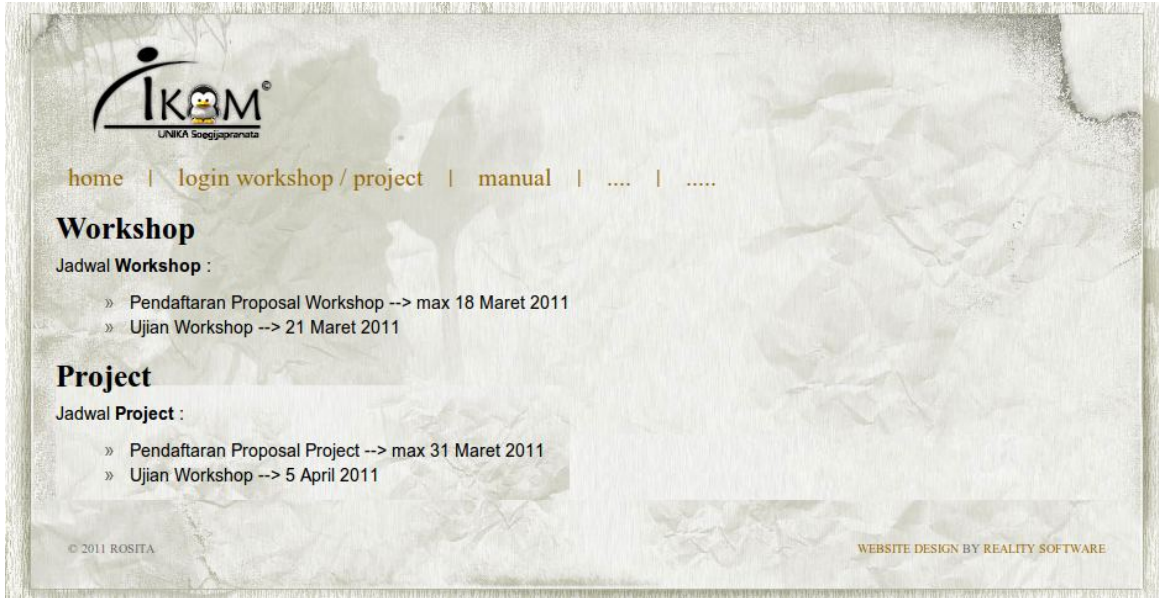 IKOM©
UNIKA Soegijapranata
home | login workshop / project | manual | .... | .....
Workshop
Jadwal Workshop :
» Pendaftaran Proposal Workshop --> max 18 Maret 2011
» Ujian Workshop --> 21 Maret 2011
Project
Jadwal Project :
» Pendaftaran Proposal Project --> max 31 Maret 2011
» Ujian Workshop --> 5 April 2011
© 2011 ROSITA
WEBSITE DESIGN BY REALITY SOFTWARE